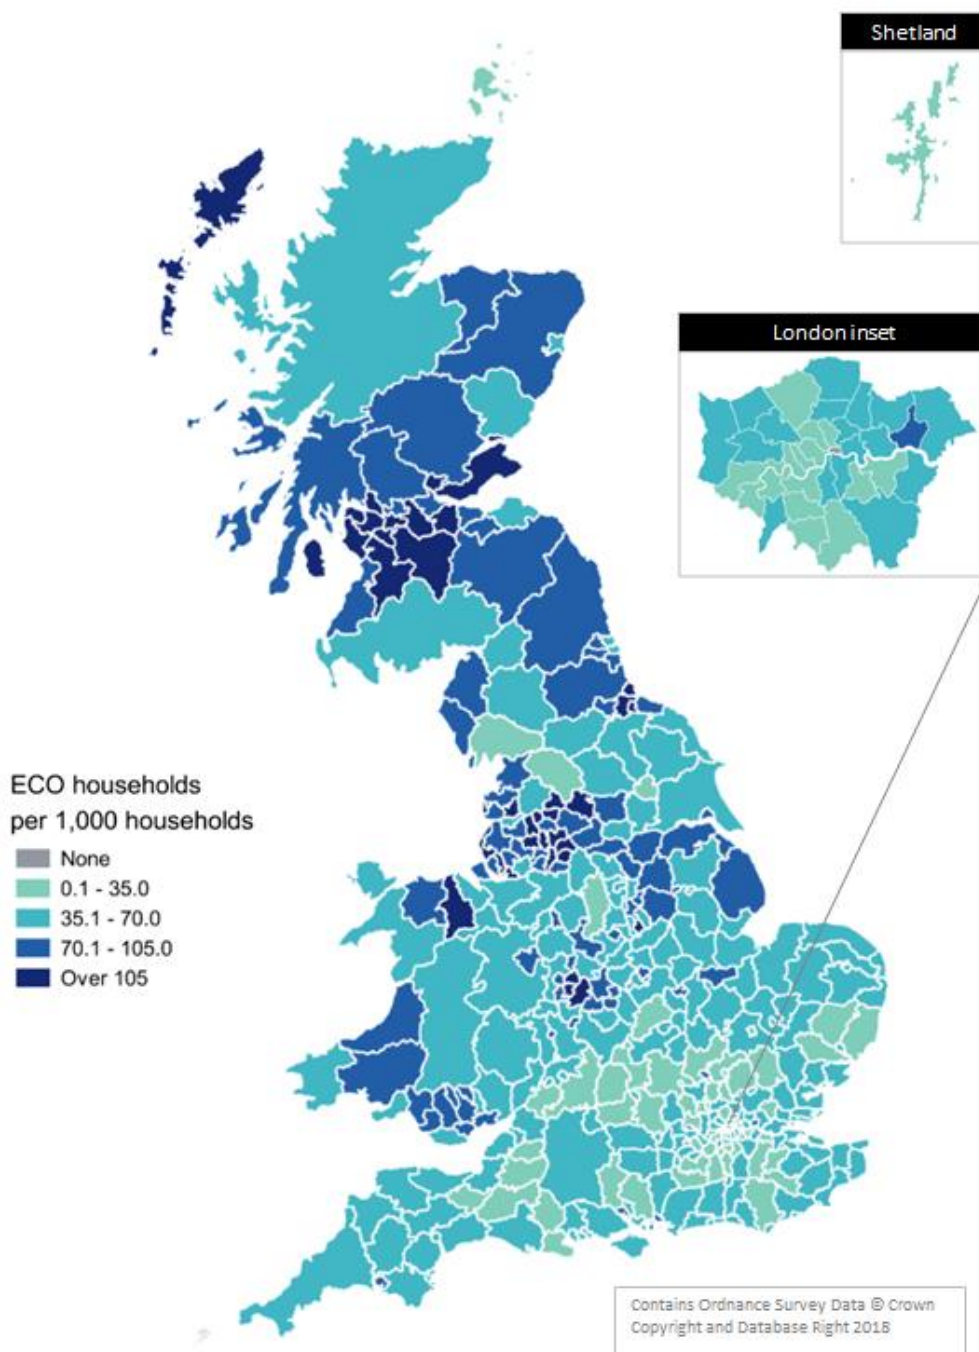 Shetland
London inset
ECO households
per 1,000 households
None
0.1 - 35.0
35.1 - 70.0
70.1 - 105.0
Over 105
Contains Ordnance Survey Data © Crown
Copyright and Database Right 2018